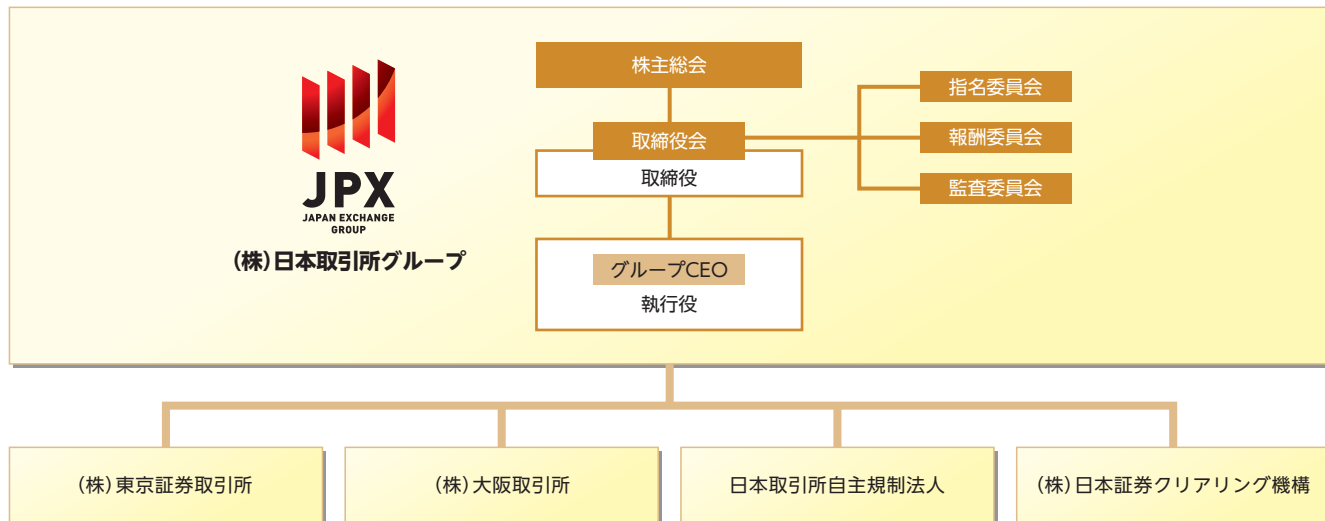 JPX
JAPAN EXCHANGE
GROUP
(株)日本取引所グループ
株主総会
取締役会
取締役
グループCEO
執行役
指名委員会
報酬委員会
監査委員会
(株)東京証券取引所
(株)大阪取引所
日本取引所自主規制法人
(株)日本証券クリアリング機構